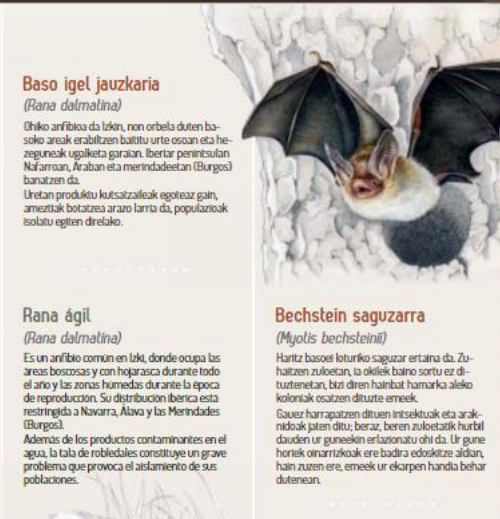 Baso igel jauzkaria
(Rana dalmatina)
Ohiko anfibioa da Izkin, non orbela duten ba-
soko areak erabiltzen baititu urte osoan eta he-
zeguneak ugalketa garaian. Iberiar penintsulan
Nafarroan, Araban eta merindadeetan (Burgos)
banatzen da.
Uretan produktu kutsatzaileak egoteaz gain,
ameztiak botatzea arazo larria da, populazioak
isolatu egiten direlako.
Rana ágil
(Rana dalmatina)
Es un anfibio común en Izki, donde ocupa las
áreas boscosas y con hojarasca durante todo
el año y las zonas húmedas durante la época
de reproducción. Su distribución ibérica está
restringida a Navarra, Álava y las Merindades
(Burgos).
Además de los productos contaminantes en el
agua, la tala de robledales constituye un grave
problema que provoca el aislamiento de sus
poblaciones.
Bechstein saguzarra
(Myotis bechsteinii)
Haritz basoei loturiko saguzar ertaina da. Zu-
haitzen zuloetan, ia okilek baino sortu ez di-
tuztenetan, bizi diren hainbat hamarka aleko
koloniak osatzen dituzte emeek.
Gauez harrapatzen dituen intsektuak eta arak-
nidoak jaten ditu; beraz, beren zuloetatik hurbil
dauden ur guneekin erlazionatu ohi da. Ur gune
horiek oinarrizkoak ere badira edoskitze aldian,
hain zuzen ere, emeek ur ekarpen handia behar
dutenean.